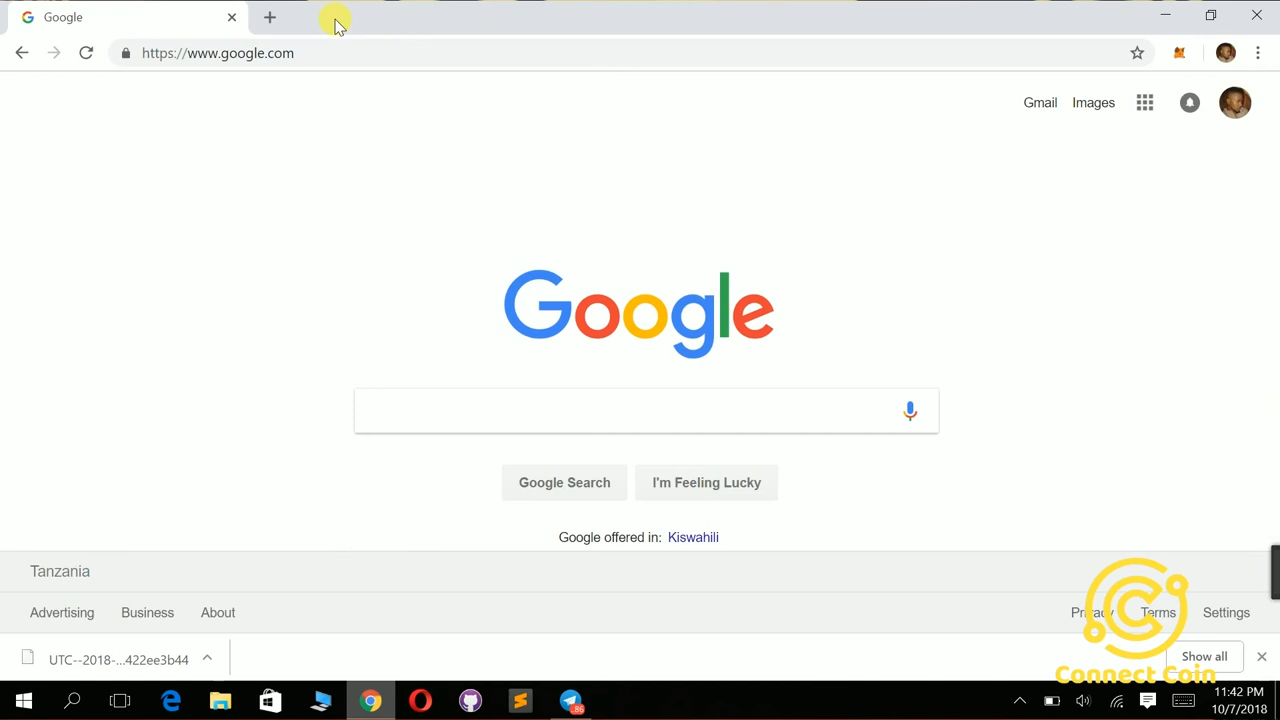 Google
https://www.google.com
Gmail Images
Google
Google Search I'm Feeling Lucky
Google offered in: Kiswahili
Tanzania
Advertising Business About
Privacy Terms Settings
UTC--2018-...422ee3b44
Show all
Connect Coin
86
11:42 PM
10/7/2018